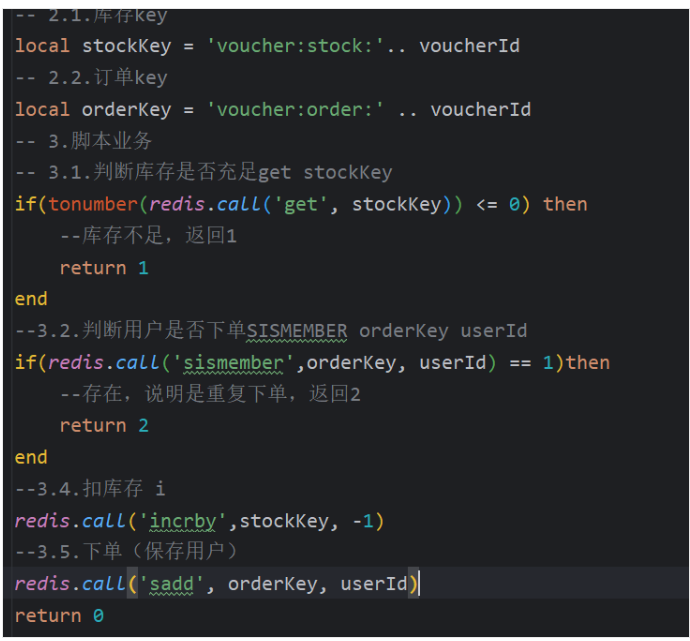 -- 2.1.库存key
local stockKey = 'voucher:stock:'.. voucherId
-- 2.2.订单key
local orderKey = 'voucher:order:' .. voucherId
-- 3.脚本业务
-- 3.1.判断库存是否充足get stockKey
if(tonumber(redis.call('get', stockKey)) <= 0) then
    --库存不足，返回1
    return 1
end
--3.2.判断用户是否下单SISMEMBER orderKey userId
if(redis.call('sismember',orderKey, userId) == 1)then
    --存在，说明是重复下单，返回2
    return 2
end
--3.4.扣库存 i
redis.call('incrby',stockKey, -1)
--3.5.下单（保存用户）
redis.call('sadd', orderKey, userId)
return 0